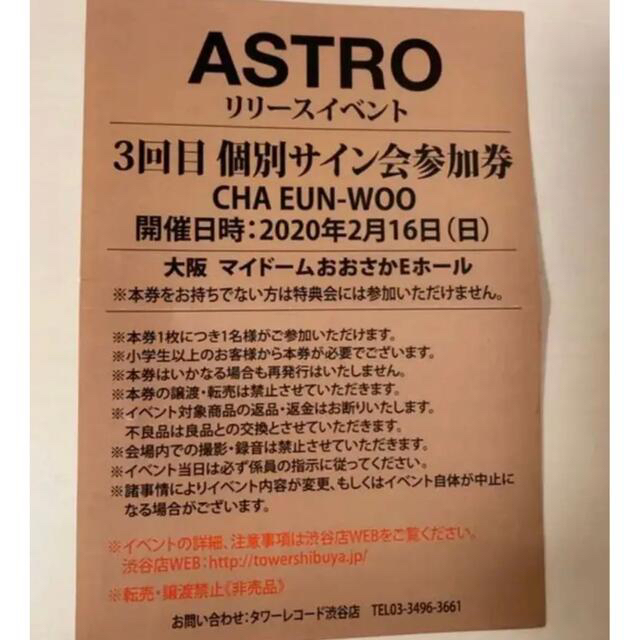 ASTRO
リリースイベント
3回目 個別サイン会参加券
CHA EUN-WOO
開催日時：2020年2月16日（日）
大阪 マイドームおおさかEホール
※本券をお持ちでない方は特典会には参加いただけません。
※本券1枚につき1名様がご参加いただけます。
※小学生以上のお客様から本券が必要でございます。
※本券はいかなる場合も再発行はいたしません。
※本券の譲渡・転売は禁止させていただきます。
※イベント対象商品の返品・返金はお断りいたします。
不良品は良品との交換とさせていただきます。
※会場内での撮影・録音は禁止させていただきます。
※イベント当日は必ず係員の指示に従ってください。
※諸事情によりイベント内容が変更、もしくはイベント自体が中止に
なる場合がございます。
※イベントの詳細、注意事項は渋谷店WEBをご覧ください。
渋谷店WEB：http://towershibuya.jp/
※転売・譲渡禁止《非売品》
お問い合わせ：タワーレコード渋谷店 TEL03-3496-3661